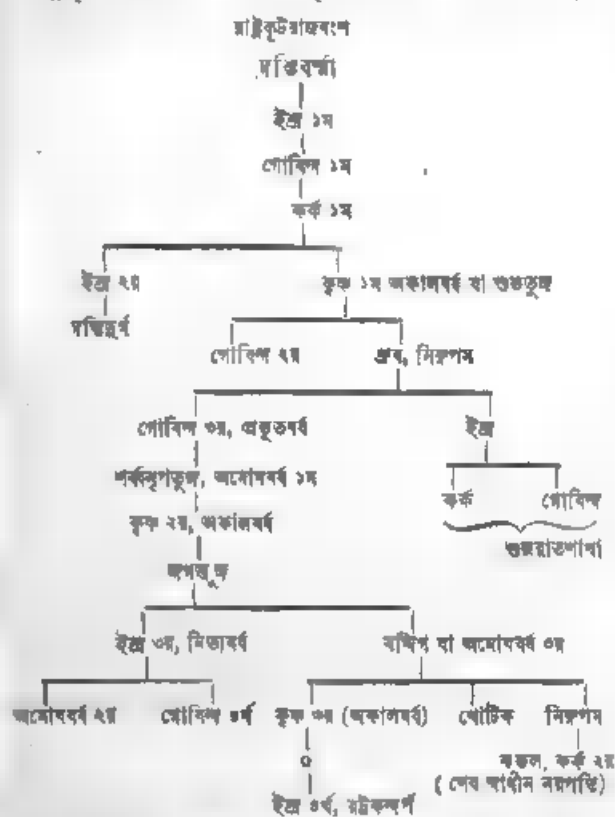 রাষ্ট্রকূটরাজবংশ
দন্তিবর্ম্মা
ইন্দ্র ১ম
গোবিন্দ ১ম
কর্ক ১ম
ইন্দ্র ২য় কৃষ্ণ ১ম অকালবর্ষ বা শুভতুঙ্গ
দন্তিদুর্গ
গোবিন্দ ২য় ধ্রুব, নিরুপম
গোবিন্দ ৩য়, প্রভূতবর্ষ ইন্দ্র
শর্ব্বনৃপতুঙ্গ, অমোঘবর্ষ ১ম কর্ক গোবিন্দ
কৃষ্ণ ২য়, অকালবর্ষ গুজরাতশাখা
জগত্তুঙ্গ
ইন্দ্র ৩য়, নিত্যবর্ষ বদ্দিগ বা অমোঘবর্ষ ৩য়
অমোঘবর্ষ ২য় গোবিন্দ ৪র্থ কৃষ্ণ ৩য় (অকালবর্ষ) খোটিক নিরুপম
০ কক্কল, কর্ক ২য়
( শেষ স্বাধীন নরপতি )
ইন্দ্র ৪র্থ, রট্টকন্দর্প